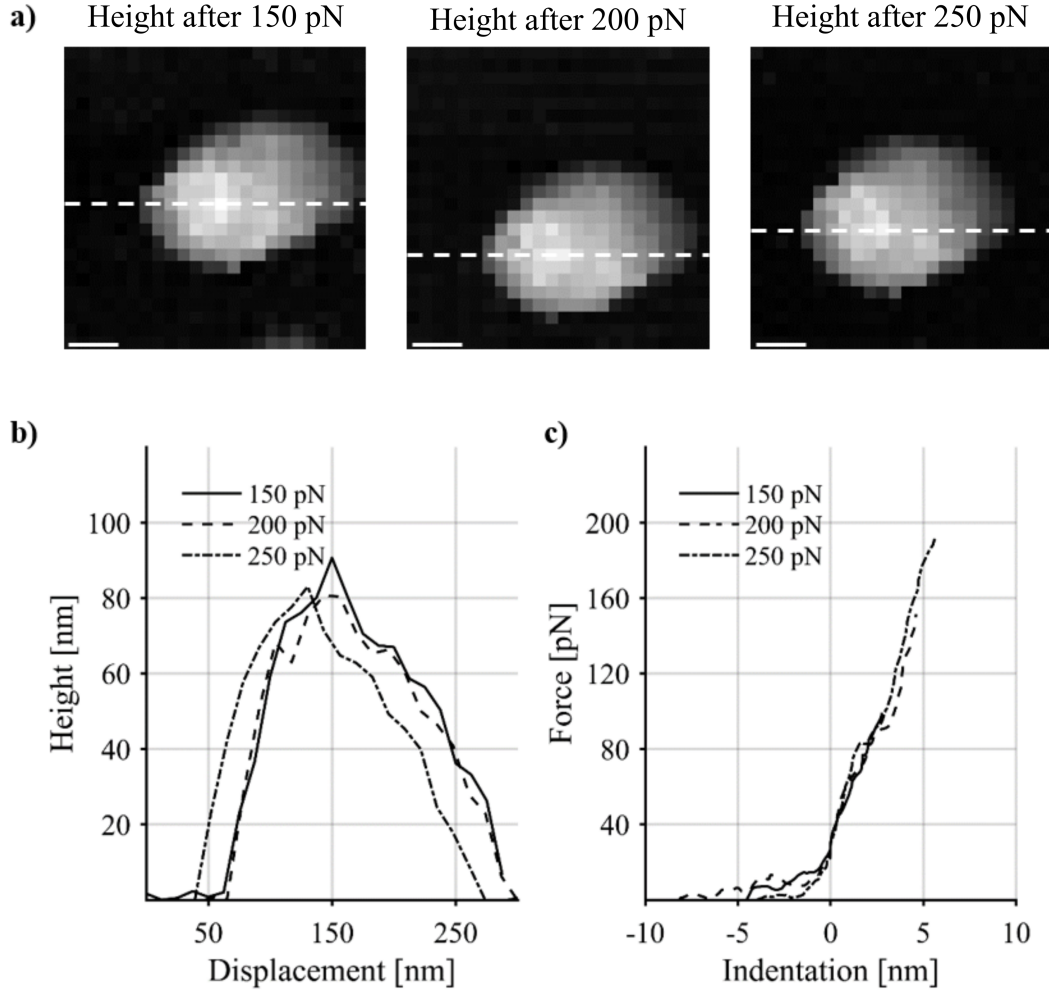 a) Height after 150 pN Height after 200 pN Height after 250 pN
b)
Height [nm]
100
80
60
40
20
150 pN
200 pN
250 pN
50 150 250
Displacement [nm]
c)
Force [pN]
200
160
120
80
40
150 pN
200 pN
250 pN
-10 -5 0 5 10
Indentation [nm]